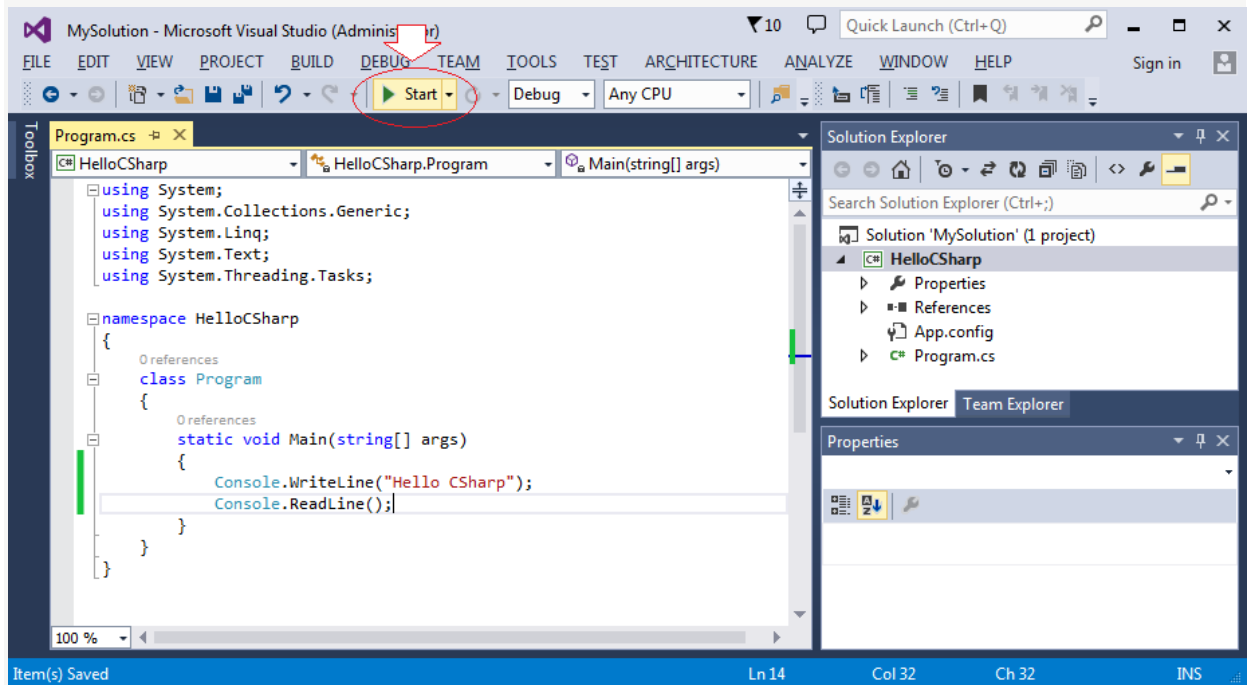 MySolution - Microsoft Visual Studio (Administrator)
10
Quick Launch (Ctrl+Q)
FILE EDIT VIEW PROJECT BUILD DEBUG TEAM TOOLS TEST ARCHITECTURE ANALYZE WINDOW HELP Sign in
Start Debug Any CPU
Toolbox
Program.cs
C# HelloCSharp HelloCSharp.Program Main(string[] args)
using System;
using System.Collections.Generic;
using System.Linq;
using System.Text;
using System.Threading.Tasks;
namespace HelloCSharp
{
0 references
class Program
{
0 references
static void Main(string[] args)
{
Console.WriteLine("Hello CSharp");
Console.ReadLine();
}
}
}
100 %
Solution Explorer
Search Solution Explorer (Ctrl+;)
Solution 'MySolution' (1 project)
C# HelloCSharp
Properties
References
App.config
C# Program.cs
Solution Explorer Team Explorer
Properties
AZ
Item(s) Saved Ln 14 Col 32 Ch 32 INS